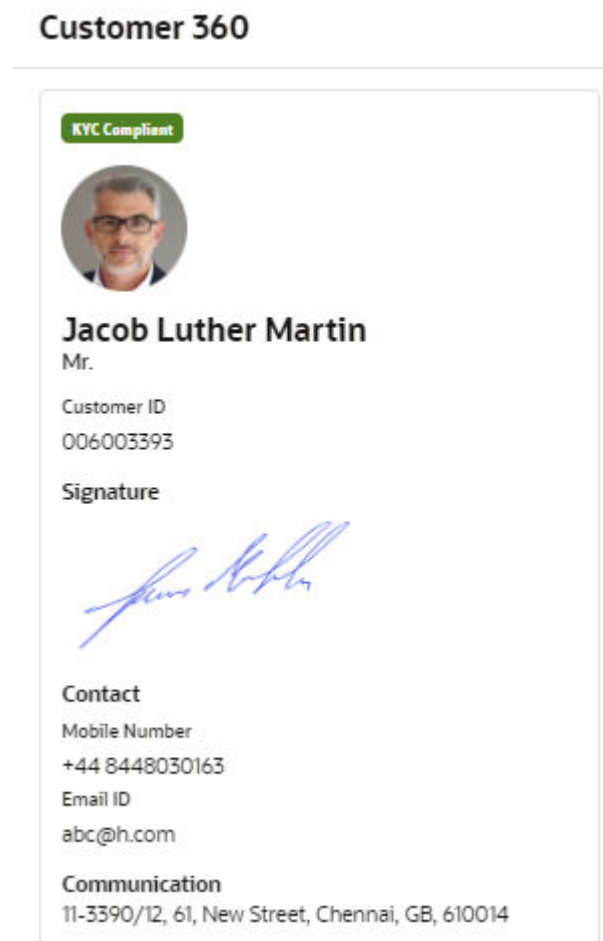 Customer 360
KYC Compliant
Jacob Luther Martin
Mr.
Customer ID
006003393
Signature
Contact
Mobile Number
+44 8448030163
Email ID
abc@h.com
Communication
11-3390/12, 61, New Street, Chennai, GB, 610014